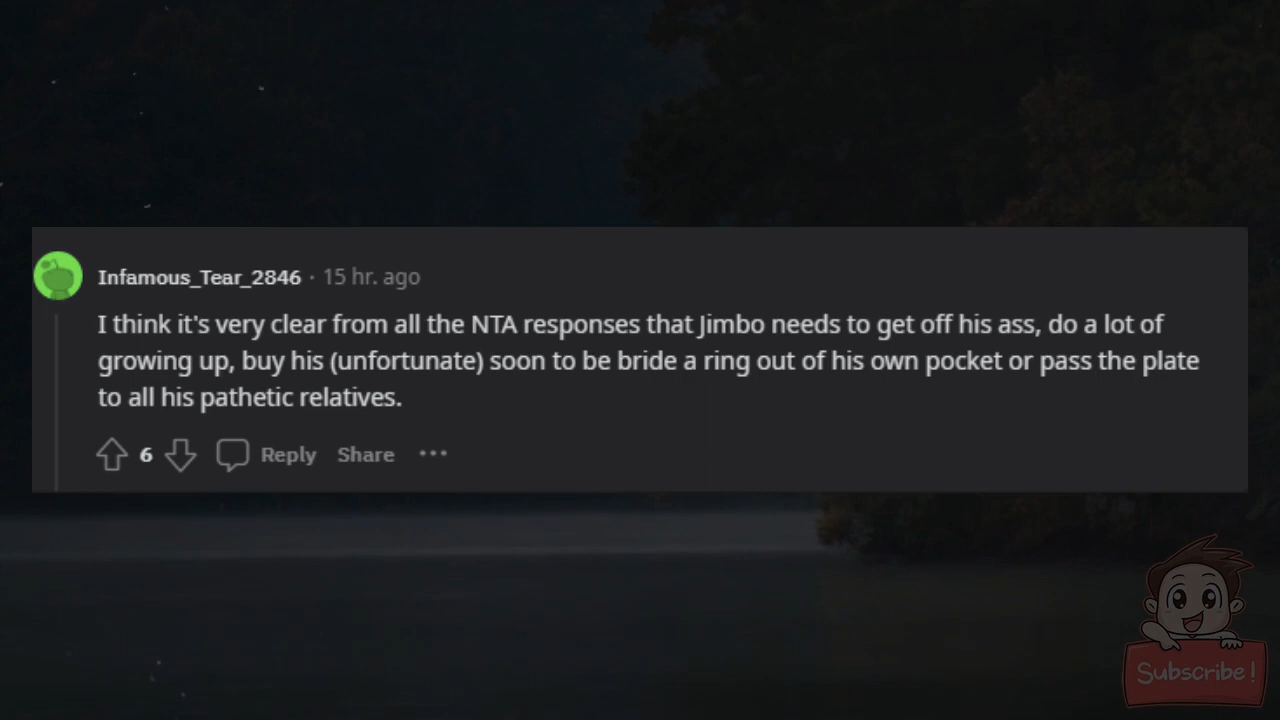 Infamous_Tear_2846 · 15 hr. ago
I think it's very clear from all the NTA responses that Jimbo needs to get off his ass, do a lot of
growing up, buy his (unfortunate) soon to be bride a ring out of his own pocket or pass the plate
to all his pathetic relatives.
6 Reply Share ···
Subscribe!